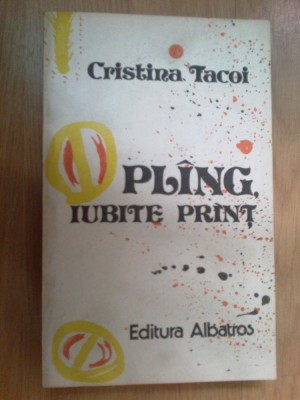 Cristina Tacoi
PLÎNG,
IUBITE PRINȚ
Editura Albatros